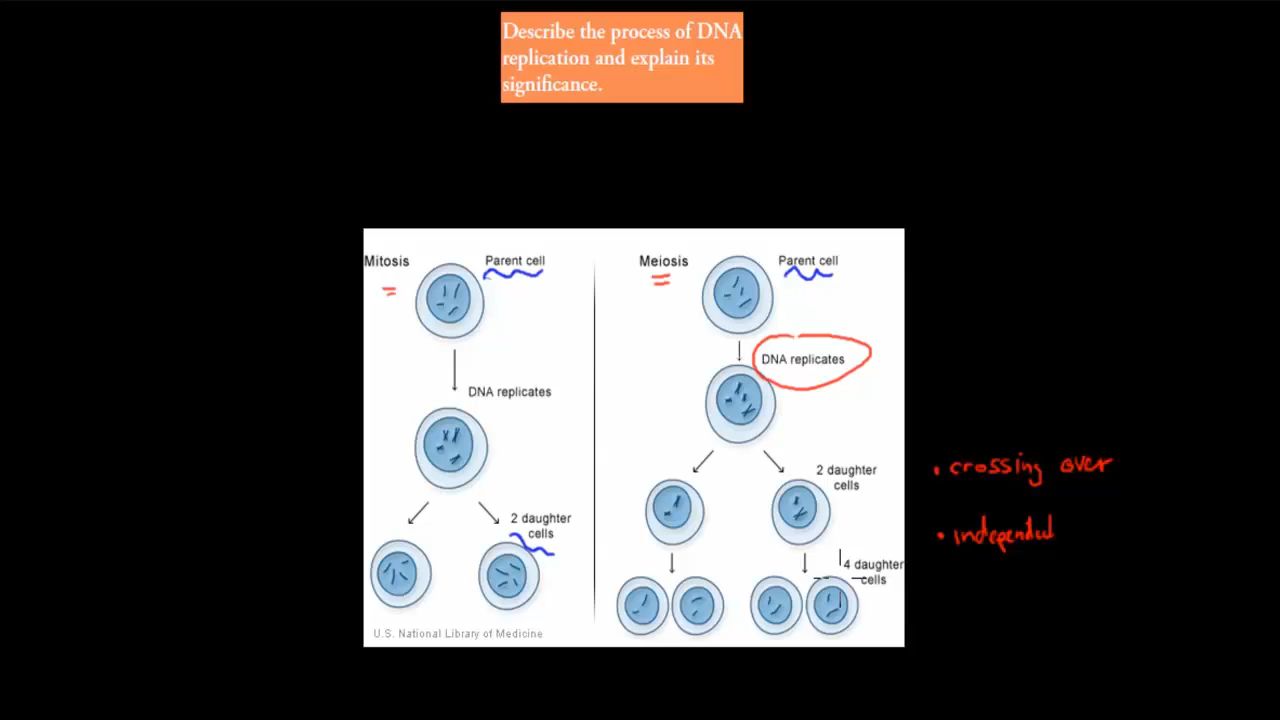 Describe the process of DNA
replication and explain its
significance.
Mitosis
Parent cell
DNA replicates
2 daughter
cells
U.S. National Library of Medicine
Meiosis
Parent cell
DNA replicates
2 daughter
cells
4 daughter
cells
• crossing over
• independ